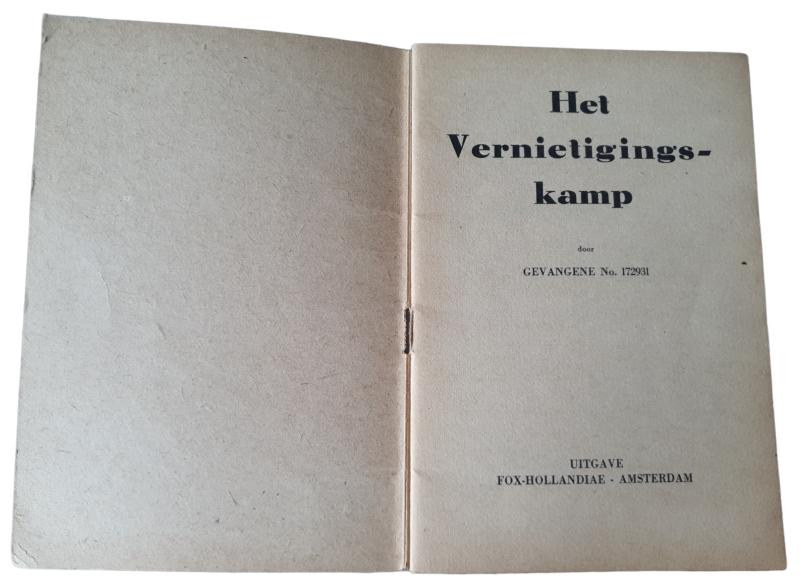 Het
Vernietigings-
kamp
door
GEVANGENE No. 172931
UITGAVE
FOX-HOLLANDIAE - AMSTERDAM